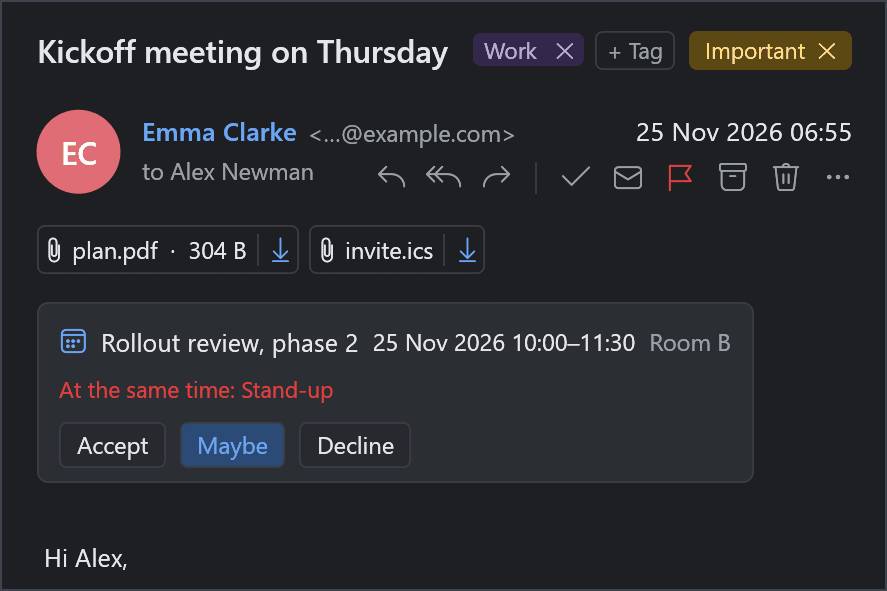 Kickoff meeting on Thursday Work + Tag Important
EC
Emma Clarke <...@example.com> 25 Nov 2026 06:55
to Alex Newman
plan.pdf · 304 B invite.ics
Rollout review, phase 2 25 Nov 2026 10:00–11:30 Room B
At the same time: Stand-up
Accept Maybe Decline
Hi Alex,